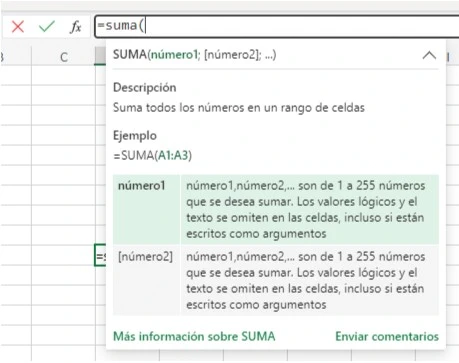 fx =suma(
C
SUMA(número1; [número2]; ...)
Descripción
Suma todos los números en un rango de celdas
Ejemplo
=SUMA(A1:A3)
número1 número1,número2,... son de 1 a 255 números
que se desea sumar. Los valores lógicos y el
texto se omiten en las celdas, incluso si están
escritos como argumentos
[número2] número1,número2,... son de 1 a 255 números
que se desea sumar. Los valores lógicos y el
texto se omiten en las celdas, incluso si están
escritos como argumentos
Más información sobre SUMA Enviar comentarios